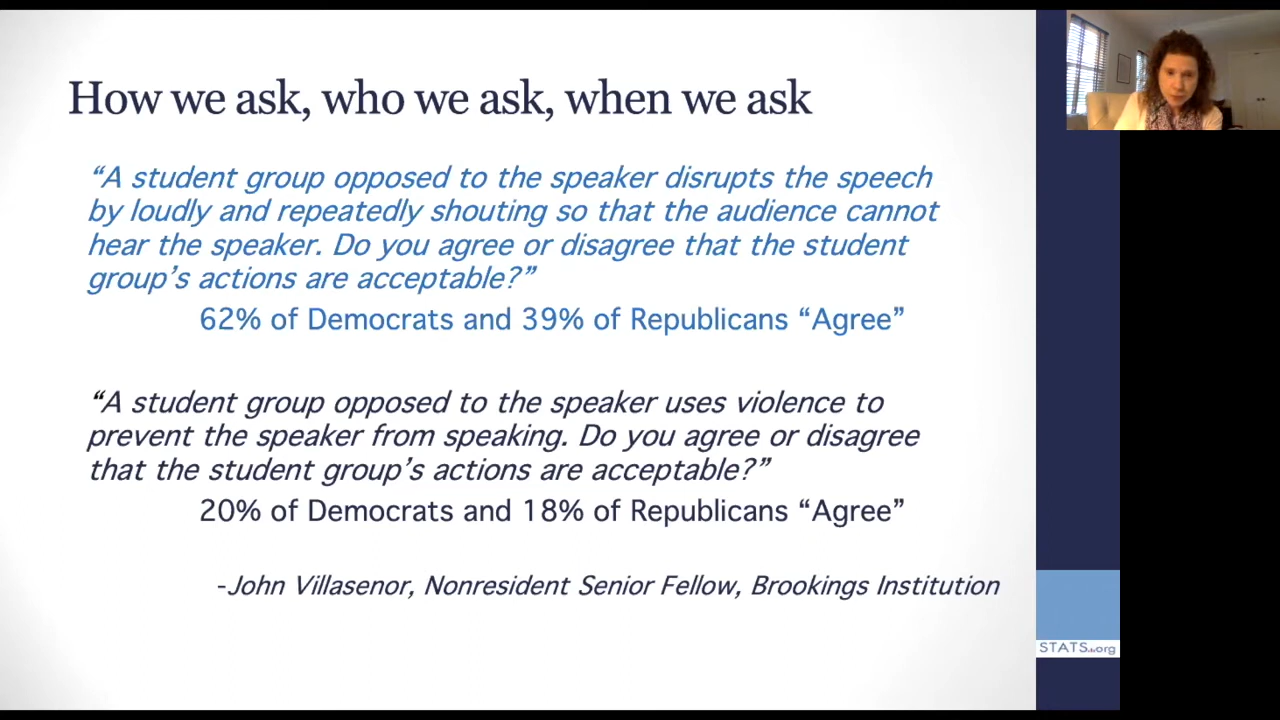 How we ask, who we ask, when we ask
“A student group opposed to the speaker disrupts the speech
by loudly and repeatedly shouting so that the audience cannot
hear the speaker. Do you agree or disagree that the student
group’s actions are acceptable?”
62% of Democrats and 39% of Republicans “Agree”
“A student group opposed to the speaker uses violence to
prevent the speaker from speaking. Do you agree or disagree
that the student group’s actions are acceptable?”
20% of Democrats and 18% of Republicans “Agree”
-John Villasenor, Nonresident Senior Fellow, Brookings Institution
STATS.org